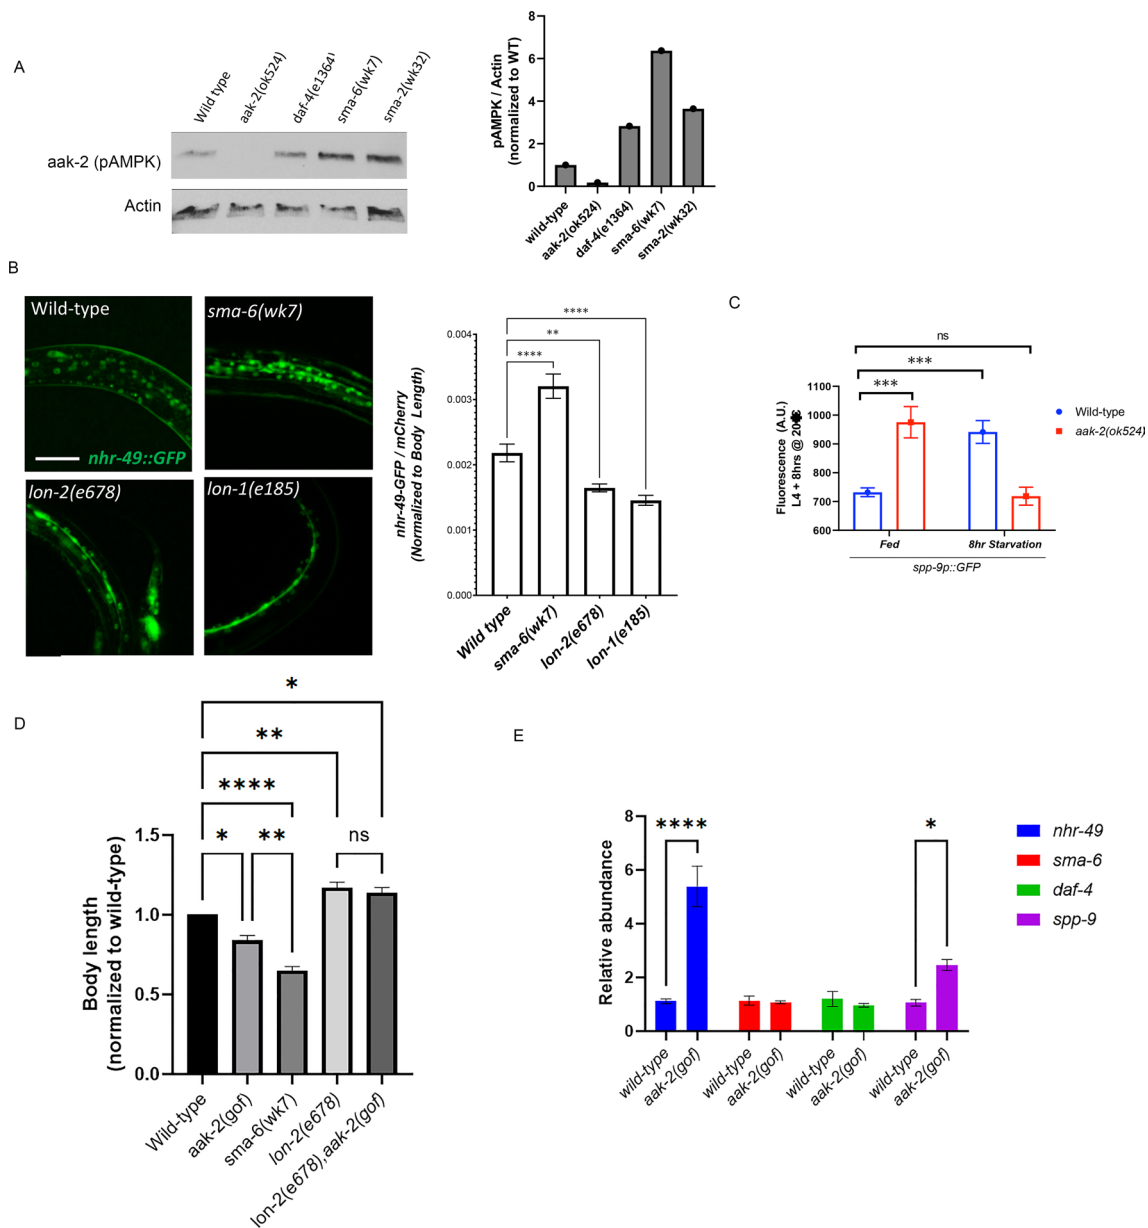 A
Wild type
aak-2(ok524)
daf-4(e1364)
sma-6(wk7)
sma-2(wk32)
aak-2 (pAMPK)
Actin
pAMPK / Actin
(normalized to WT)
8
6
4
2
0
wild-type
aak-2(ok524)
daf-4(e1364)
sma-6(wk7)
sma-2(wk32)
B
Wild-type
sma-6(wk7)
nhr-49::GFP
lon-2(e678)
lon-1(e185)
nhr-49-GFP / mCherry
(Normalized to Body Length)
0.004
0.003
0.002
0.001
0.000
****
**
****
Wild type
sma-6(wk7)
lon-2(e678)
lon-1(e185)
C
ns
***
***
Fluorescence (A.U.)
L4 + 8hrs @ 20
1100
1000
900
800
700
600
Fed
8hr Starvation
spp-9p::GFP
Wild-type
aak-2(ok524)
D
*
**
****
* **
ns
Body length
(normalized to wild-type)
1.5
1.0
0.5
0.0
Wild-type
aak-2(gof)
sma-6(wk7)
lon-2(e678)
lon-2(e678),aak-2(gof)
E
Relative abundance
8
6
4
2
0
****
*
wild-type
aak-2(gof)
wild-type
aak-2(gof)
wild-type
aak-2(gof)
wild-type
aak-2(gof)
nhr-49
sma-6
daf-4
spp-9